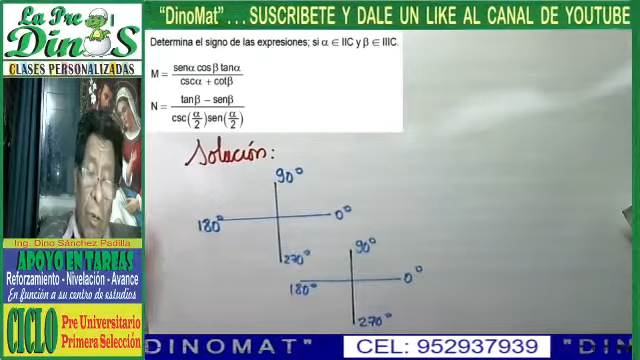 "DinoMat"... SUSCRIBETE Y DALE UN LIKE AL CANAL DE YOUTUBE
La Pre
DinoS
CLASES PERSONALIZADAS
Determina el signo de las expresiones; si α ∈ IIC y β ∈ IIIC.
M = (senα cosβ tanα) / (cscα + cotβ)
N = (tanβ − senβ) / (csc(α/2) sen(α/2))
Solución:
90°
180° 0°
270°
90°
180° 0°
270°
Ing. Dino Sánchez Padilla
APOYO EN TAREAS
Reforzamiento - Nivelación - Avance
En función a su centro de estudios
CICLO Pre Universitario
Primera Selección
DINOMAT" CEL: 952937939 "DIN